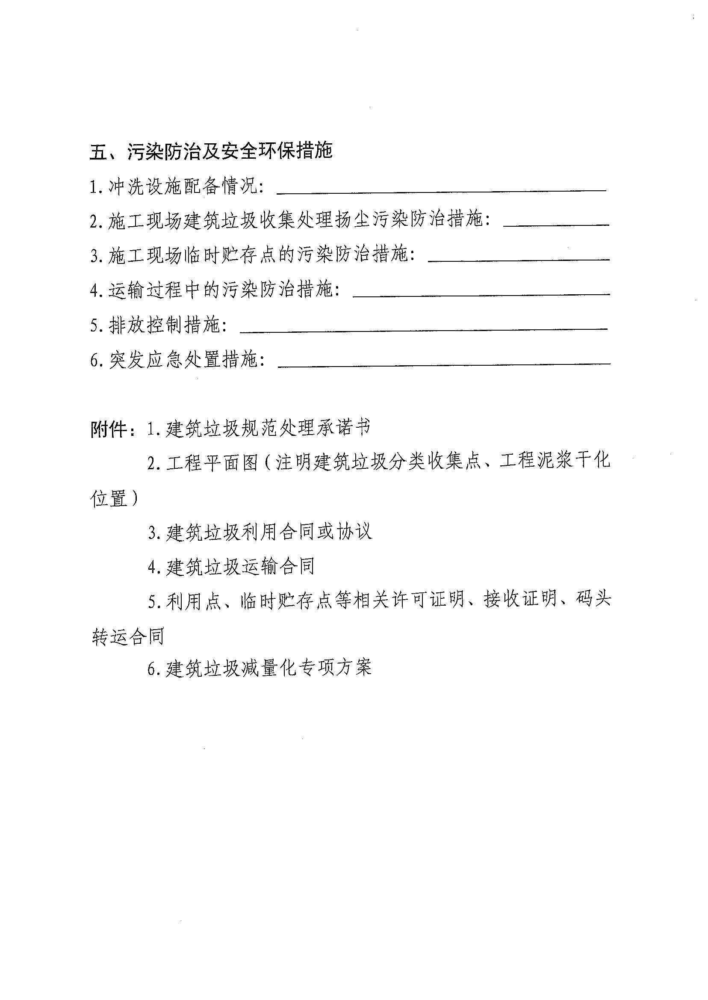 五、污染防治及安全环保措施
1.冲洗设施配备情况：
2.施工现场建筑垃圾收集处理扬尘污染防治措施：
3.施工现场临时贮存点的污染防治措施：
4.运输过程中的污染防治措施：
5.排放控制措施：
6.突发应急处置措施：
附件：1.建筑垃圾规范处理承诺书
2.工程平面图（注明建筑垃圾分类收集点、工程泥浆干化
位置）
3.建筑垃圾利用合同或协议
4.建筑垃圾运输合同
5.利用点、临时贮存点等相关许可证明、接收证明、码头
转运合同
6.建筑垃圾减量化专项方案